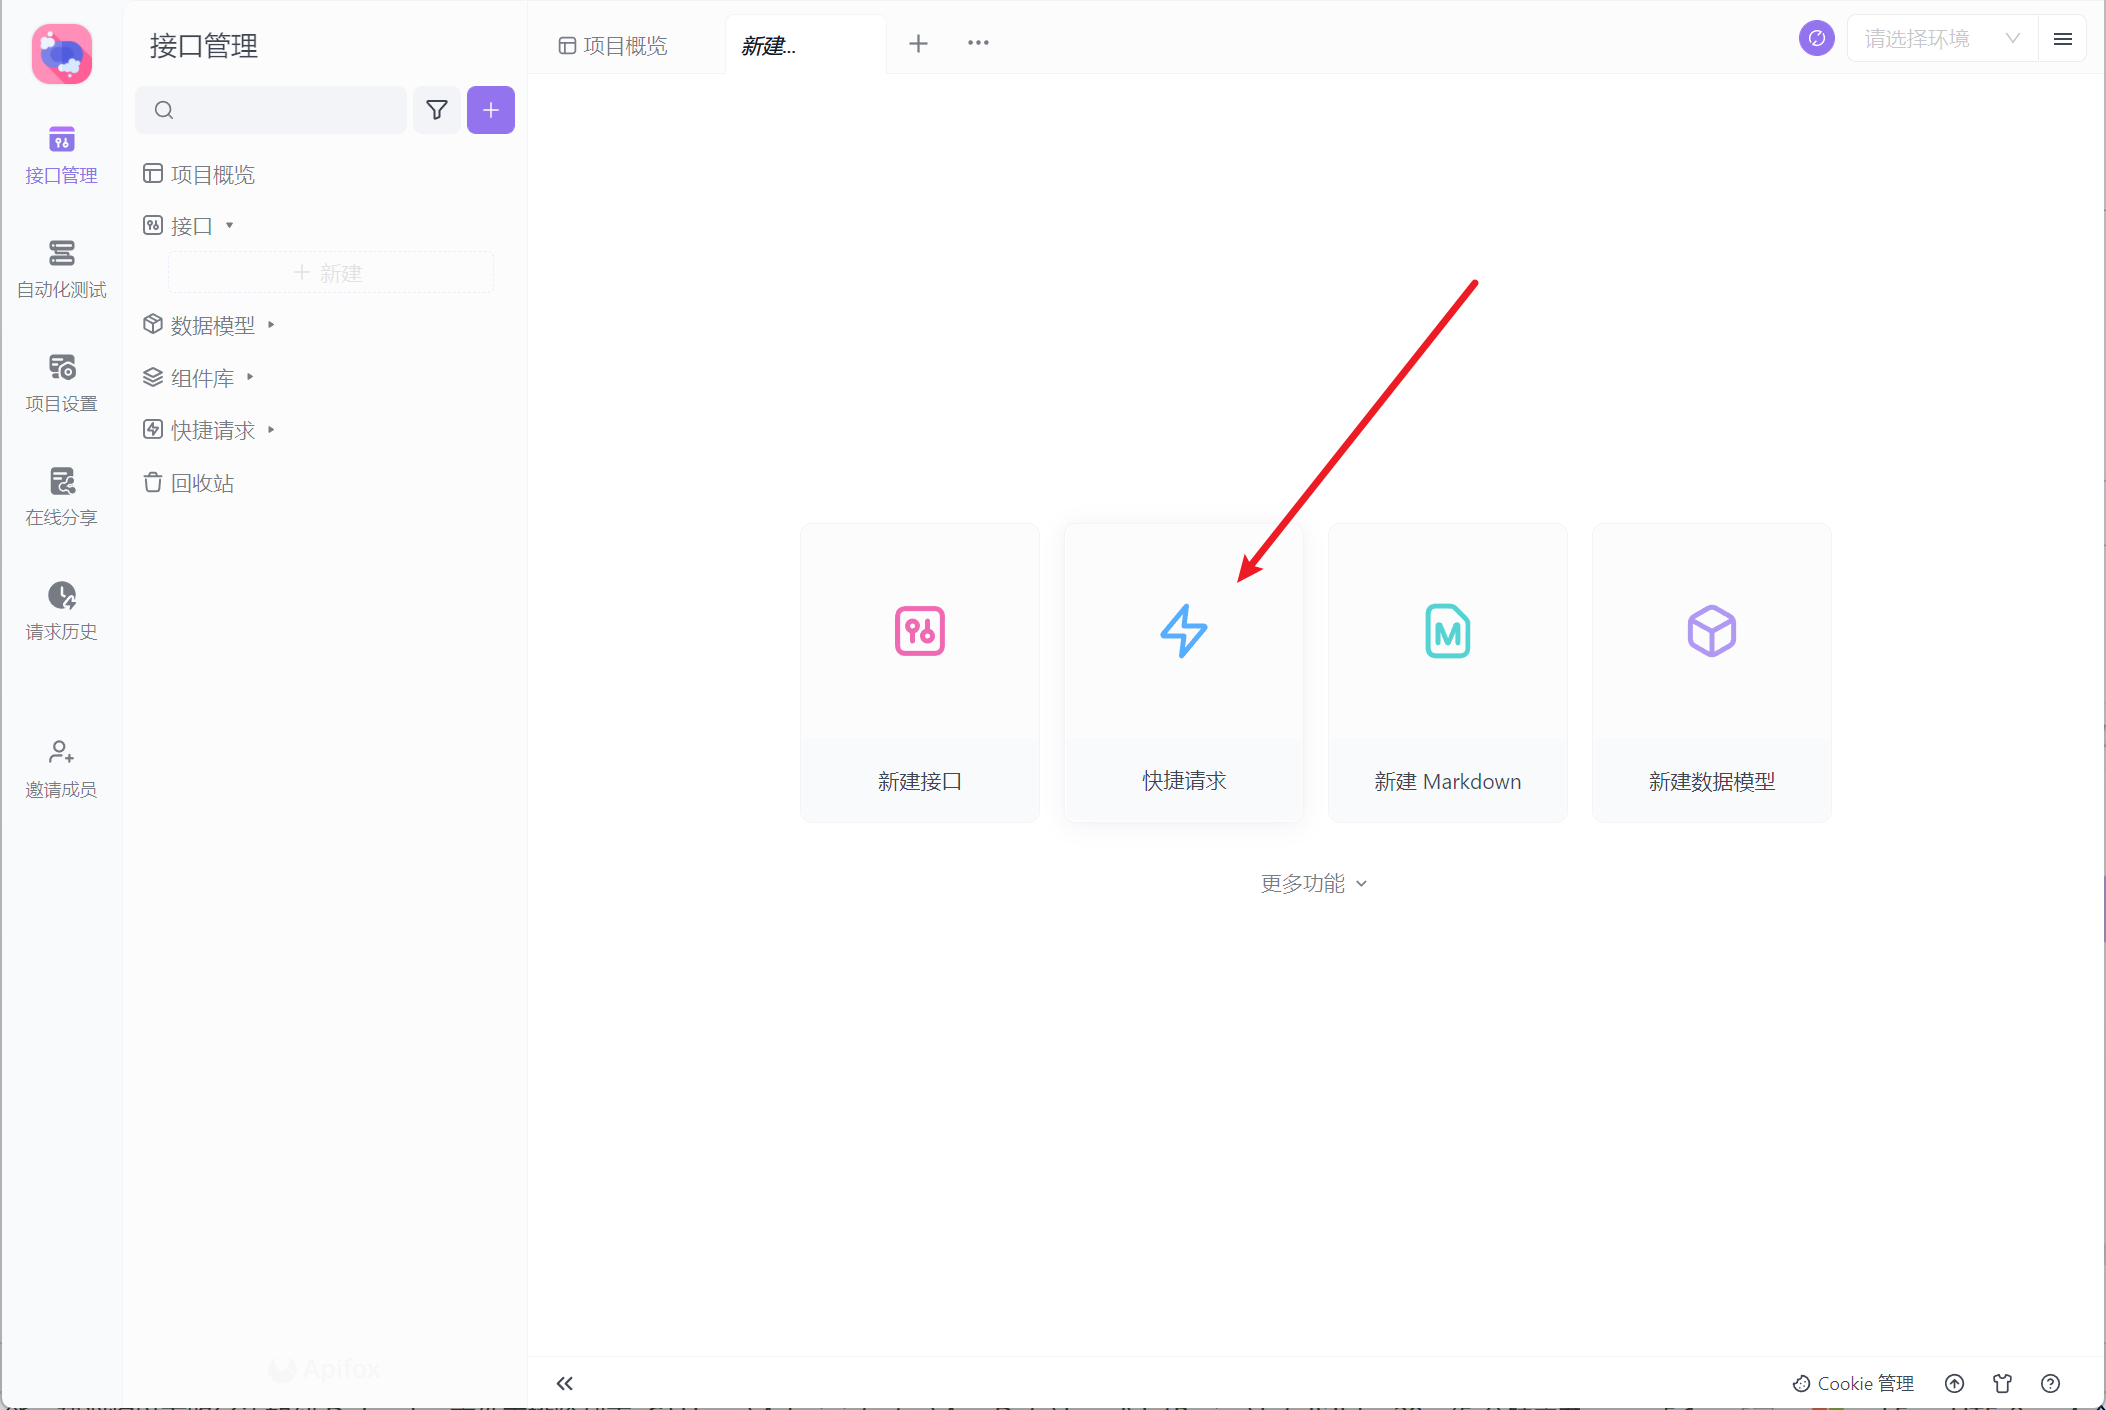 接口管理
项目概览
新建...
请选择环境
接口管理
自动化测试
项目设置
在线分享
请求历史
邀请成员
项目概览
接口
新建
数据模型
组件库
快捷请求
回收站
新建接口
快捷请求
新建 Markdown
新建数据模型
更多功能
Apifox
Cookie 管理